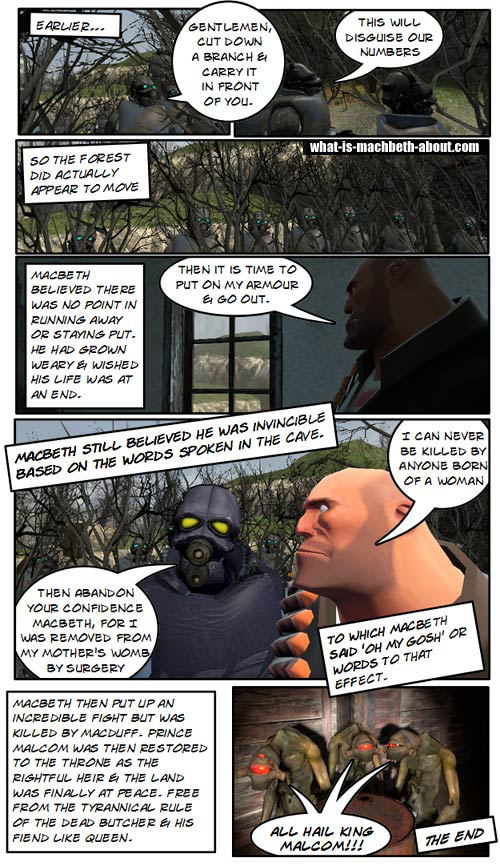 EARLIER...
GENTLEMEN,
CUT DOWN
A BRANCH &
CARRY IT
IN FRONT
OF YOU.
THIS WILL
DISGUISE OUR
NUMBERS
what-is-machbeth-about.com
SO THE FOREST
DID ACTUALLY
APPEAR TO MOVE
MACBETH
BELIEVED THERE
WAS NO POINT IN
RUNNING AWAY
OR STAYING PUT.
HE HAD GROWN
WEARY & WISHED
HIS LIFE WAS AT
AN END.
THEN IT IS TIME TO
PUT ON MY ARMOUR
& GO OUT.
MACBETH STILL BELIEVED HE WAS INVINCIBLE
BASED ON THE WORDS SPOKEN IN THE CAVE.
I CAN NEVER
BE KILLED BY
ANYONE BORN
OF A WOMAN
THEN ABANDON
YOUR CONFIDENCE
MACBETH, FOR I
WAS REMOVED FROM
MY MOTHER'S WOMB
BY SURGERY
TO WHICH MACBETH
SAID 'OH MY GOSH' OR
WORDS TO THAT
EFFECT.
MACBETH THEN PUT UP AN
INCREDIBLE FIGHT BUT WAS
KILLED BY MACDUFF. PRINCE
MALCOM WAS THEN RESTORED
TO THE THRONE AS THE
RIGHTFUL HEIR & THE LAND
WAS FINALLY AT PEACE. FREE
FROM THE TYRANNICAL RULE
OF THE DEAD BUTCHER & HIS
FIEND LIKE QUEEN.
ALL HAIL KING
MALCOM!!!
THE END